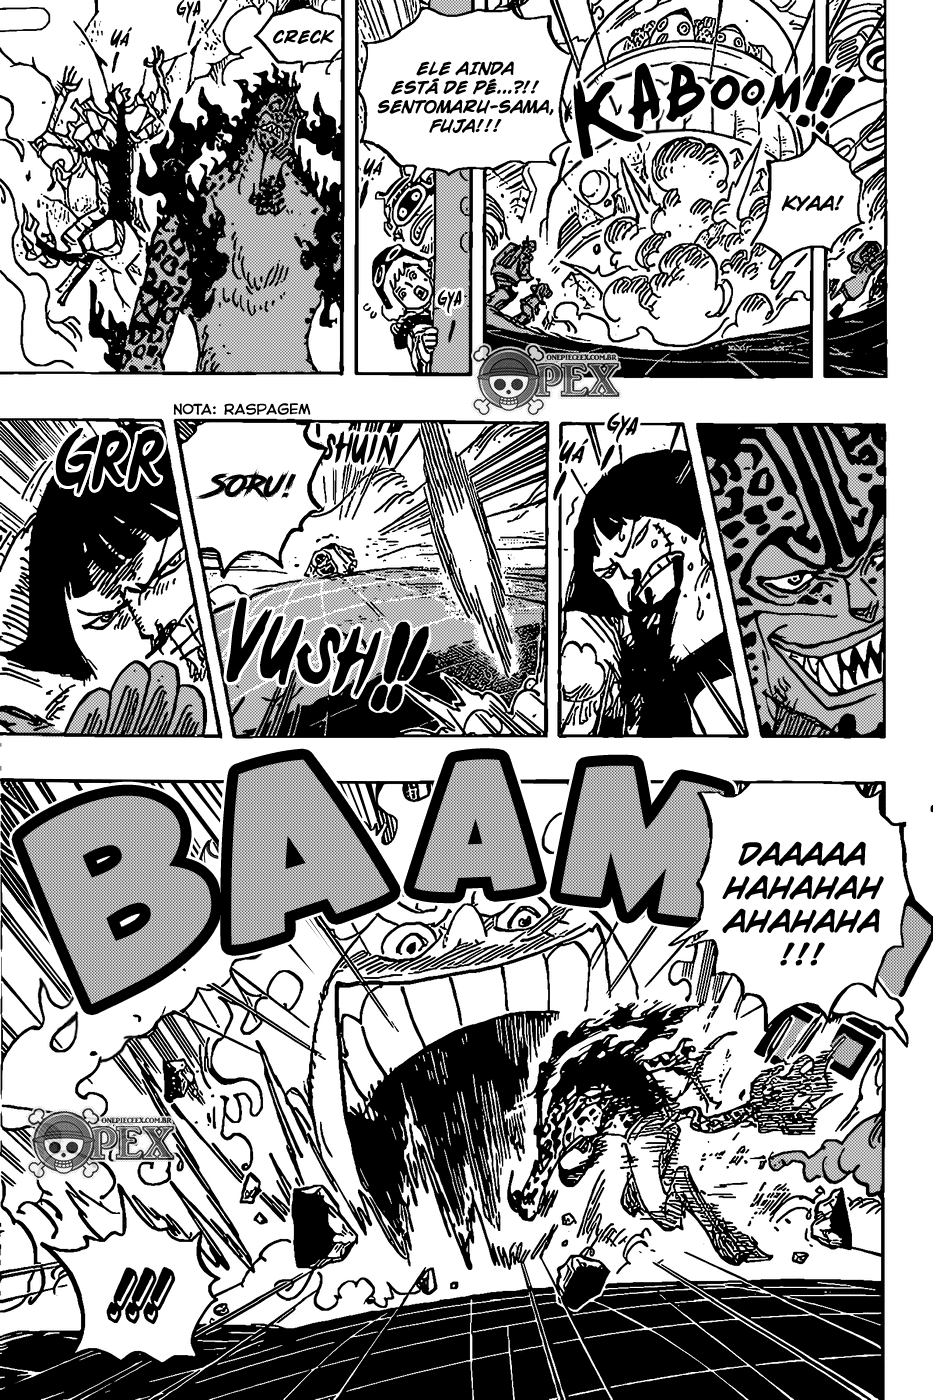 KABOOM!!
KYAA!
ELE AINDA
ESTÁ DE PÉ...?!!
SENTOMARU-SAMA,
FUJA!!!
UÁ
GYA
CRECK
GYA
UÁ
ONEPIECEEX.COM.BR
OPEX
NOTA: RASPAGEM
GYA
UÁ
SHUIN
SORU!
VUSH!!
GRR
BAAM
DAAAAA
HAHAHAH
AHAHAHA
!!!
ONEPIECEEX.COM.BR
OPEX
!!!!